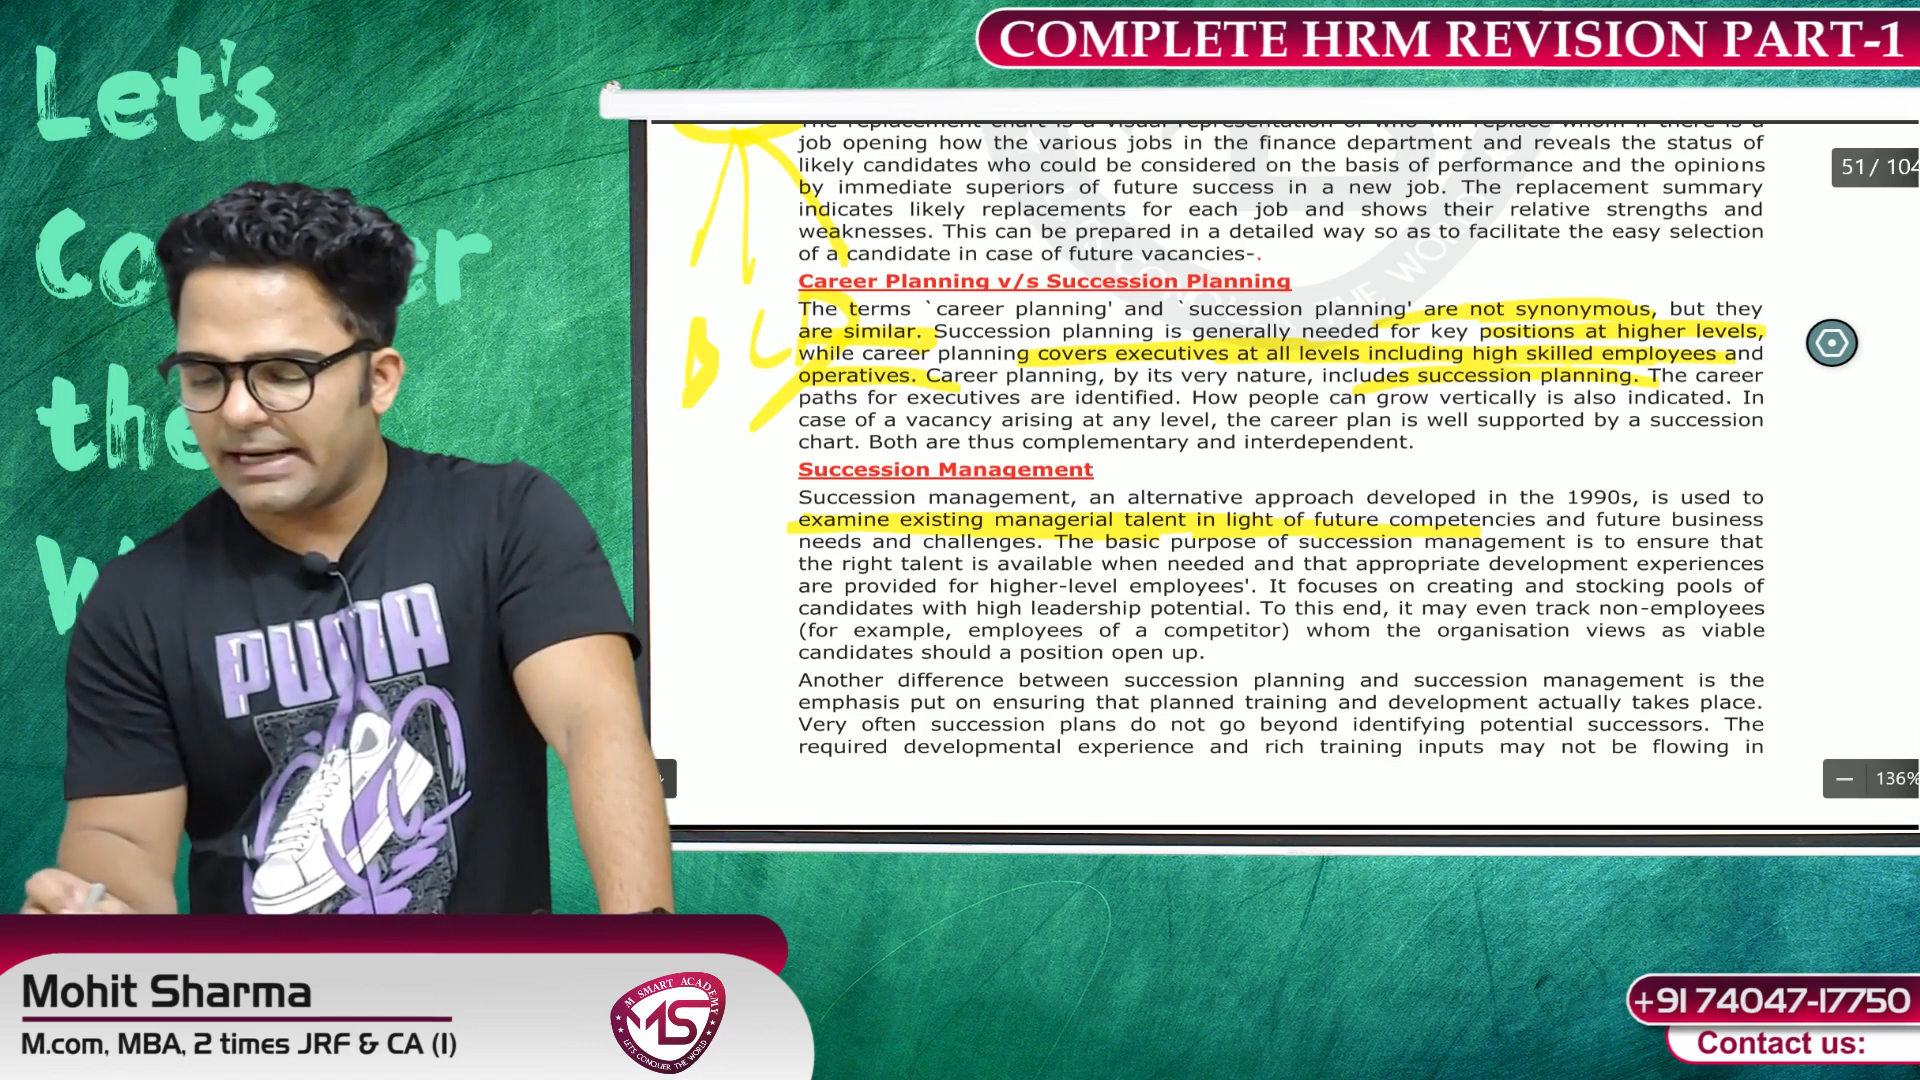 COMPLETE HRM REVISION PART-1
Let's
the
job opening how the various jobs in the finance department and reveals the status of
likely candidates who could be considered on the basis of performance and the opinions
by immediate superiors of future success in a new job. The replacement summary
indicates likely replacements for each job and shows their relative strengths and
weaknesses. This can be prepared in a detailed way so as to facilitate the easy selection
of a candidate in case of future vacancies-.
Career Planning v/s Succession Planning
The terms `career planning' and `succession planning' are not synonymous, but they
are similar. Succession planning is generally needed for key positions at higher levels,
while career planning covers executives at all levels including high skilled employees and
operatives. Career planning, by its very nature, includes succession planning. The career
paths for executives are identified. How people can grow vertically is also indicated. In
case of a vacancy arising at any level, the career plan is well supported by a succession
chart. Both are thus complementary and interdependent.
Succession Management
Succession management, an alternative approach developed in the 1990s, is used to
examine existing managerial talent in light of future competencies and future business
needs and challenges. The basic purpose of succession management is to ensure that
the right talent is available when needed and that appropriate development experiences
are provided for higher-level employees'. It focuses on creating and stocking pools of
candidates with high leadership potential. To this end, it may even track non-employees
(for example, employees of a competitor) whom the organisation views as viable
candidates should a position open up.
Another difference between succession planning and succession management is the
emphasis put on ensuring that planned training and development actually takes place.
Very often succession plans do not go beyond identifying potential successors. The
required developmental experience and rich training inputs may not be flowing in
51 / 104
136%
PUMA
Mohit Sharma
M.com, MBA, 2 times JRF & CA (I)
M SMART ACADEMY
MS
LETS CONQUER THE WORLD
+91 74047-17750
Contact us: